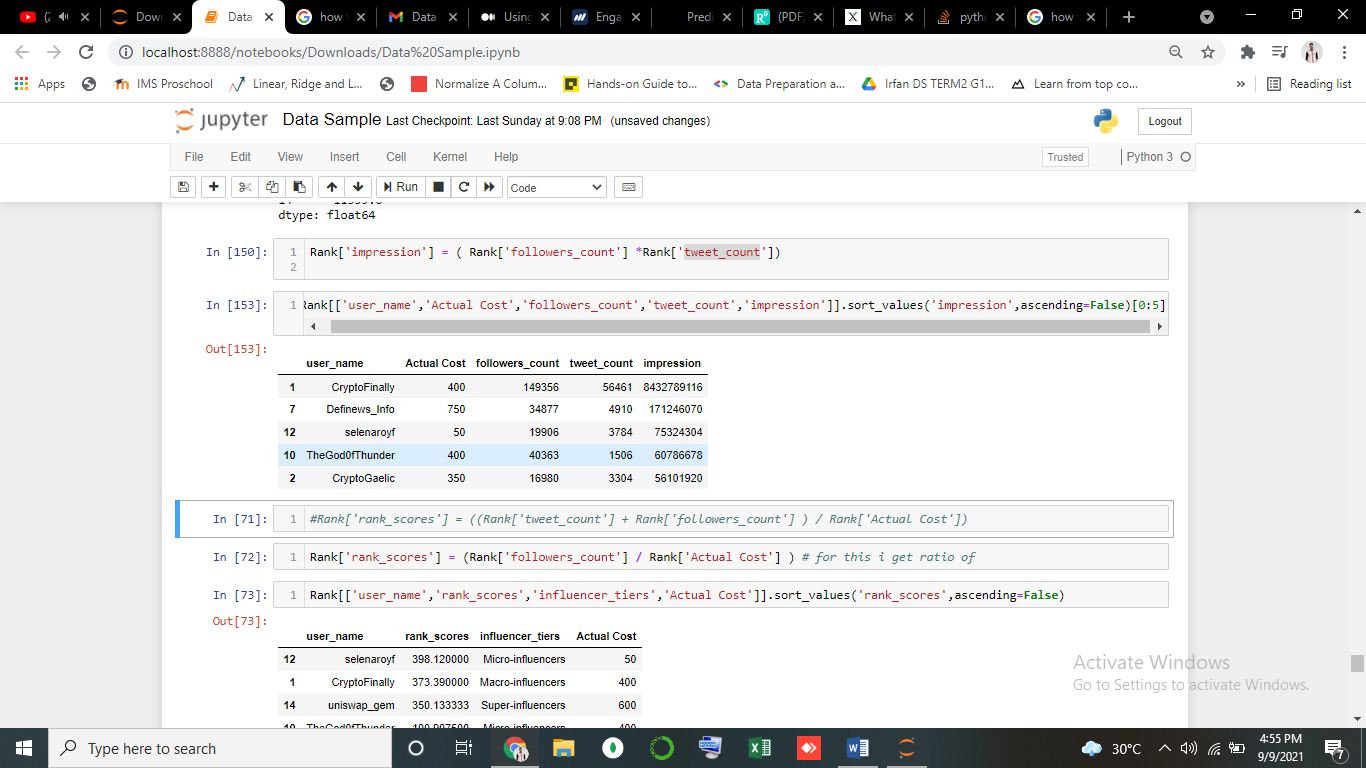 Down
Data
how
Data
Using
Enga
Predi
(PDF)
What
pytho
how
localhost:8888/notebooks/Downloads/Data%20Sample.ipynb
Apps IMS Proschool Linear, Ridge and L... Normalize A Colum... Hands-on Guide to... Data Preparation a... Irfan DS TERM2 G1... Learn from top co... » Reading list
jupyter Data Sample Last Checkpoint: Last Sunday at 9:08 PM (unsaved changes) Logout
File Edit View Insert Cell Kernel Help Trusted Python 3
Run Code
dtype: float64
In [150]: 1 Rank['impression'] = ( Rank['followers_count'] *Rank['tweet_count'])
2
In [153]: 1 Rank[['user_name','Actual Cost','followers_count','tweet_count','impression']].sort_values('impression',ascending=False)[0:5]
Out[153]:
user_name Actual Cost followers_count tweet_count impression
1 CryptoFinally 400 149356 56461 8432789116
7 Definews_Info 750 34877 4910 171246070
12 selenaroyf 50 19906 3784 75324304
10 TheGod0fThunder 400 40363 1506 60786678
2 CryptoGaelic 350 16980 3304 56101920
In [71]: 1 #Rank['rank_scores'] = ((Rank['tweet_count'] + Rank['followers_count'] ) / Rank['Actual Cost'])
In [72]: 1 Rank['rank_scores'] = (Rank['followers_count'] / Rank['Actual Cost'] ) # for this i get ratio of
In [73]: 1 Rank[['user_name','rank_scores','influencer_tiers','Actual Cost']].sort_values('rank_scores',ascending=False)
Out[73]:
user_name rank_scores influencer_tiers Actual Cost
12 selenaroyf 398.120000 Micro-influencers 50
1 CryptoFinally 373.390000 Macro-influencers 400
14 uniswap_gem 350.133333 Super-influencers 600
Activate Windows
Go to Settings to activate Windows.
Type here to search
30°C
4:55 PM
9/9/2021
7